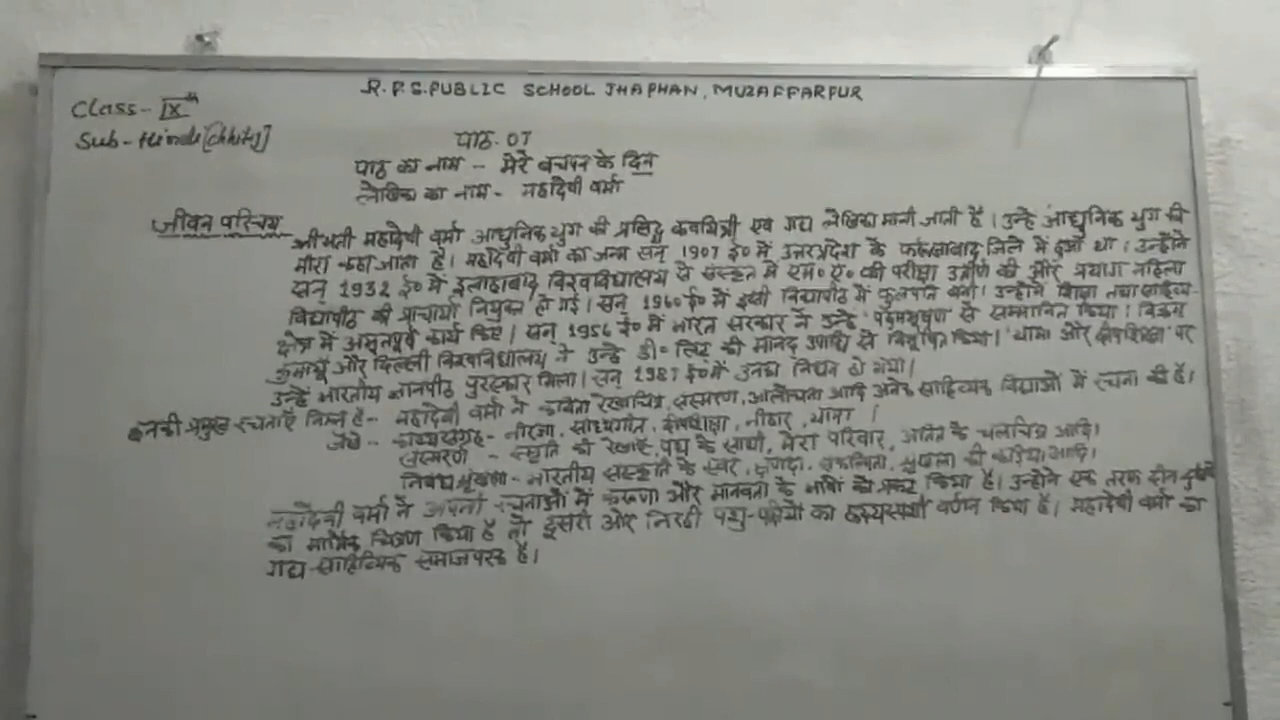 R.P.S.PUBLIC SCHOOL JHAPHAN, MUZAFFARPUR
Class - IXth
Sub - Hindi [chhitij]
पाठ - 07
पाठ का नाम - मेरे बचपन के दिन
लेखिका का नाम - महादेवी वर्मा
जीवन परिचय
श्रीमती महादेवी वर्मा आधुनिक युग की प्रसिद्ध कवयित्री एवं गद्य लेखिका मानी जाती है। उन्हे आधुनिक युग की
मीरा कहा जाता है। महादेवी वर्मा का जन्म सन् 1907 ई० में उत्तरप्रदेश के फर्रुखाबाद जिले में हुआ था। उन्होंने
सन् 1932 ई० में इलाहाबाद विश्वविद्यालय से संस्कृत में एम० ए० की परीक्षा उत्तीर्ण की और प्रयाग महिला
विद्यापीठ की प्राचार्या नियुक्त हो गई। सन् 1960 ई० में इसी विद्यापीठ में कुलपति बनी। उन्होंने शिक्षा तथा साहित्य
क्षेत्र में अभूतपूर्व कार्य किए। सन् 1956 ई० में भारत सरकार ने उन्हें 'पद्मभूषण' से सम्मानित किया। विक्रम
कुमायूँ और दिल्ली विश्वविद्यालय ने उन्हे डी० लिट् की मानद उपाधि से विभूषित किया। यामा और दीपशिखा पर
उन्हें भारतीय ज्ञानपीठ पुरस्कार मिला। सन् 1987 ई० में उनका निधन हो गया।
इनकी प्रमुख रचनाएँ निम्न है - महादेवी वर्मा ने कविता रेखाचित्र, संस्मरण, आलोचना आदि अनेक साहित्यिक विद्याओं में रचना की है।
जैसे - काव्यसंग्रह - नीरजा, सांध्यगीत, दीपशिखा, नीहार, यामा।
संस्मरण - स्मृति की रेखाएँ, पथ के साथी, मेरा परिवार, अतित के चलचित्र आदि।
निबंध श्रृंखला - भारतीय संस्कृति के स्वर, क्षणदा, संकल्पिता, श्रृंखला की कड़ियाँ आदि।
महादेवी वर्मा ने अपनी रचनाओं में करुणा और मानवता के भावों को प्रकट किया है। उन्होंने एक तरफ दीन
का मार्मिक चित्रण किया है तो दूसरी ओर निरही पशु-पक्षियों का हृदयस्पर्शी वर्णन किया है। महादेवी वर्मा का
गद्य-साहित्यिक समाजपरक है।